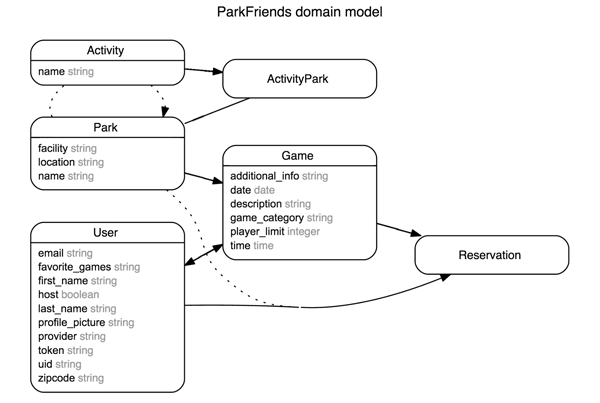 ParkFriends domain model
Activity
name string
ActivityPark
Park
facility string
location string
name string
Game
additional_info string
date date
description string
game_category string
player_limit integer
time time
User
email string
favorite_games string
first_name string
host boolean
last_name string
profile_picture string
provider string
token string
uid string
zipcode string
Reservation